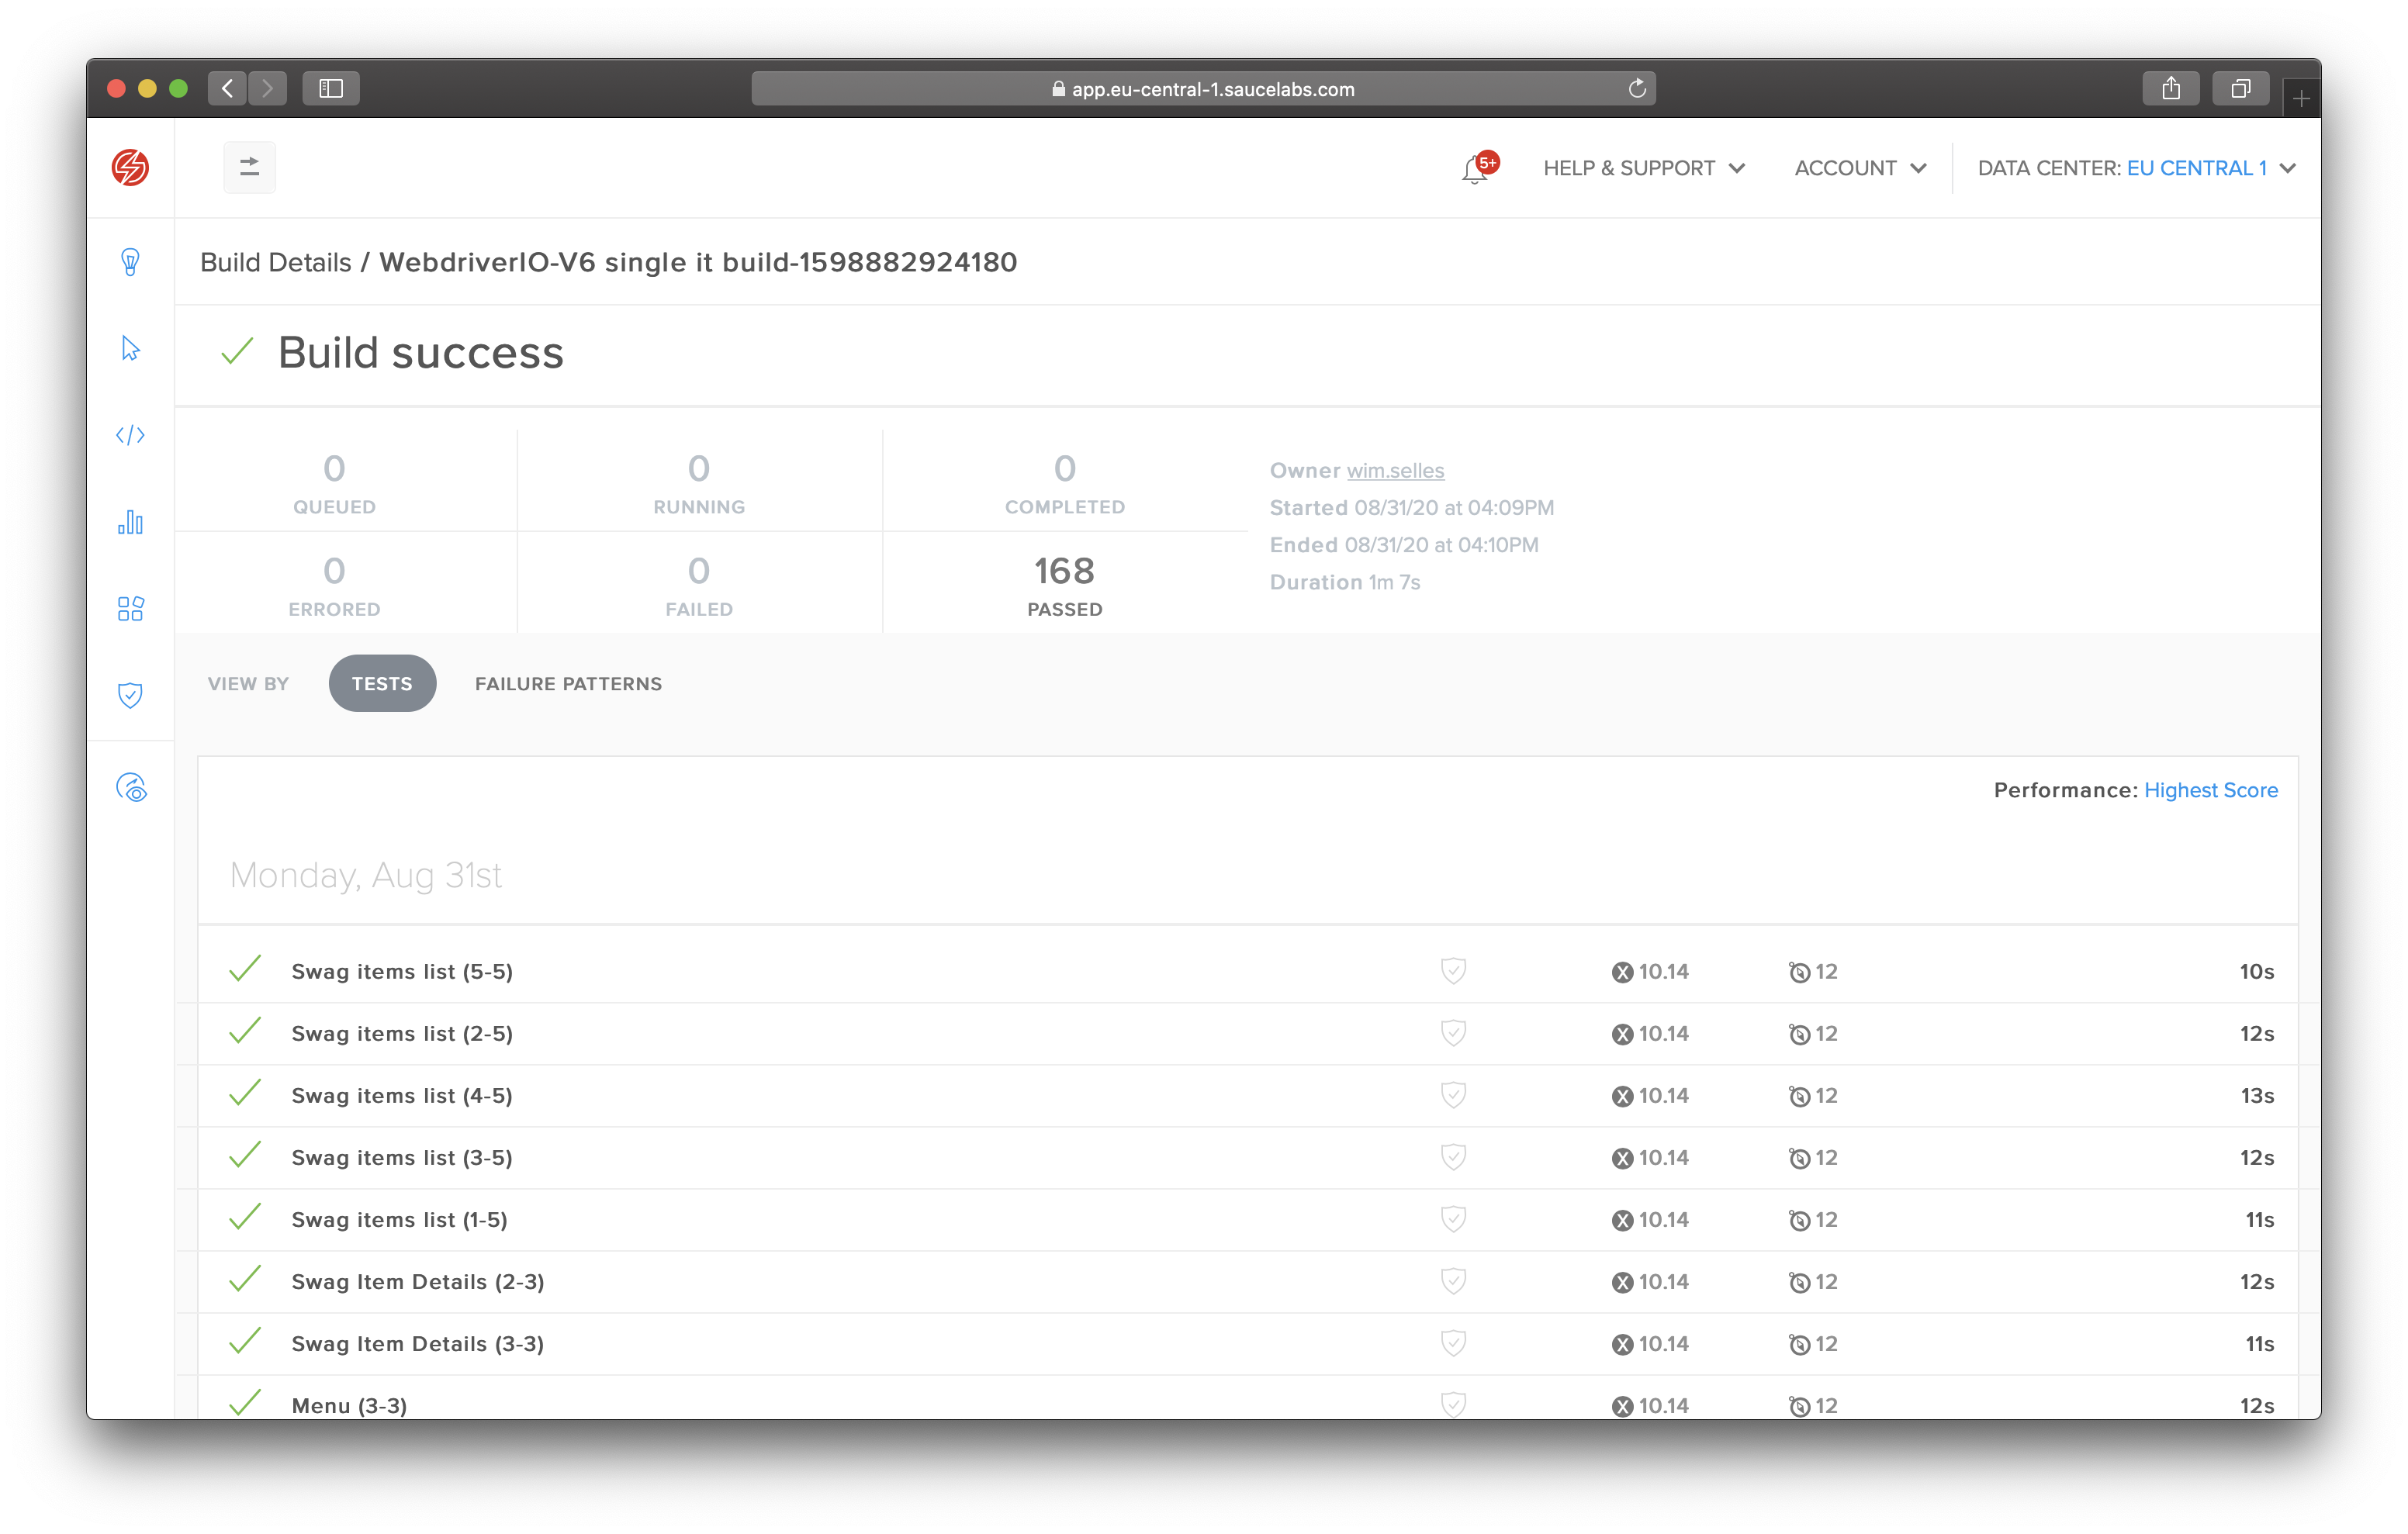 app.eu-central-1.saucelabs.com
5+
HELP & SUPPORT
ACCOUNT
DATA CENTER: EU CENTRAL 1
Build Details / WebdriverIO-V6 single it build-1598882924180
Build success
0
QUEUED
0
RUNNING
0
COMPLETED
0
ERRORED
0
FAILED
168
PASSED
Owner wim.selles
Started 08/31/20 at 04:09PM
Ended 08/31/20 at 04:10PM
Duration 1m 7s
VIEW BY TESTS FAILURE PATTERNS
Performance: Highest Score
Monday, Aug 31st
Swag items list (5-5) 10.14 12 10s
Swag items list (2-5) 10.14 12 12s
Swag items list (4-5) 10.14 12 13s
Swag items list (3-5) 10.14 12 12s
Swag items list (1-5) 10.14 12 11s
Swag Item Details (2-3) 10.14 12 12s
Swag Item Details (3-3) 10.14 12 11s
Menu (3-3) 10.14 12 12s